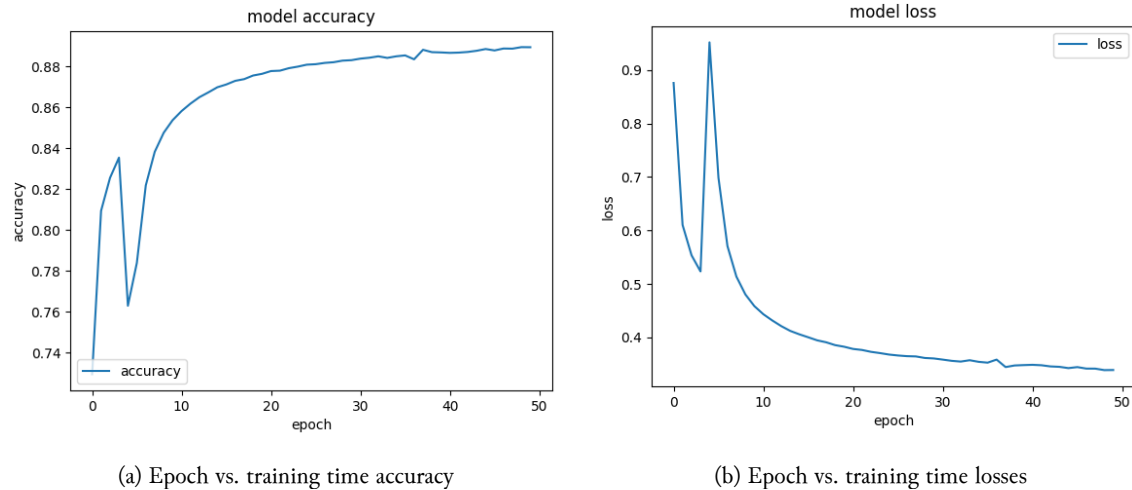 model accuracy
accuracy
0.88
0.86
0.84
0.82
0.80
0.78
0.76
0.74
accuracy
0 10 20 30 40 50
epoch
(a) Epoch vs. training time accuracy
model loss
loss
loss
0.9
0.8
0.7
0.6
0.5
0.4
0 10 20 30 40 50
epoch
(b) Epoch vs. training time losses